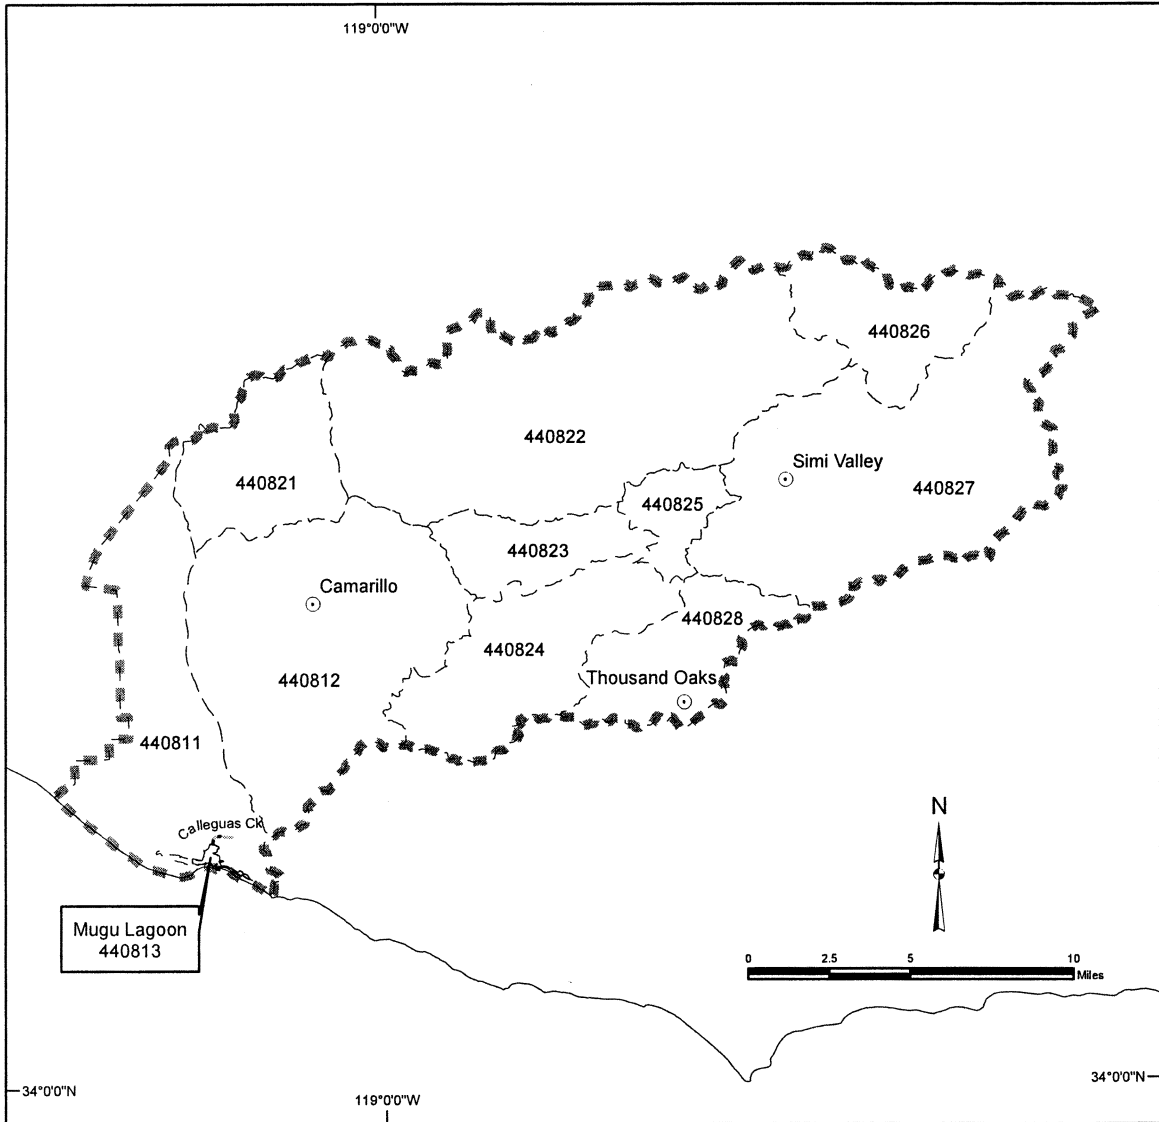 119°0'0"W
440826
440822
Simi Valley
440821
440827
440825
440823
Camarillo
440828
440824
Thousand Oaks
440812
440811
Calleguas Ck
N
Mugu Lagoon
440813
0 2.5 5 10
Miles
34°0'0"N
34°0'0"N
119°0'0"W